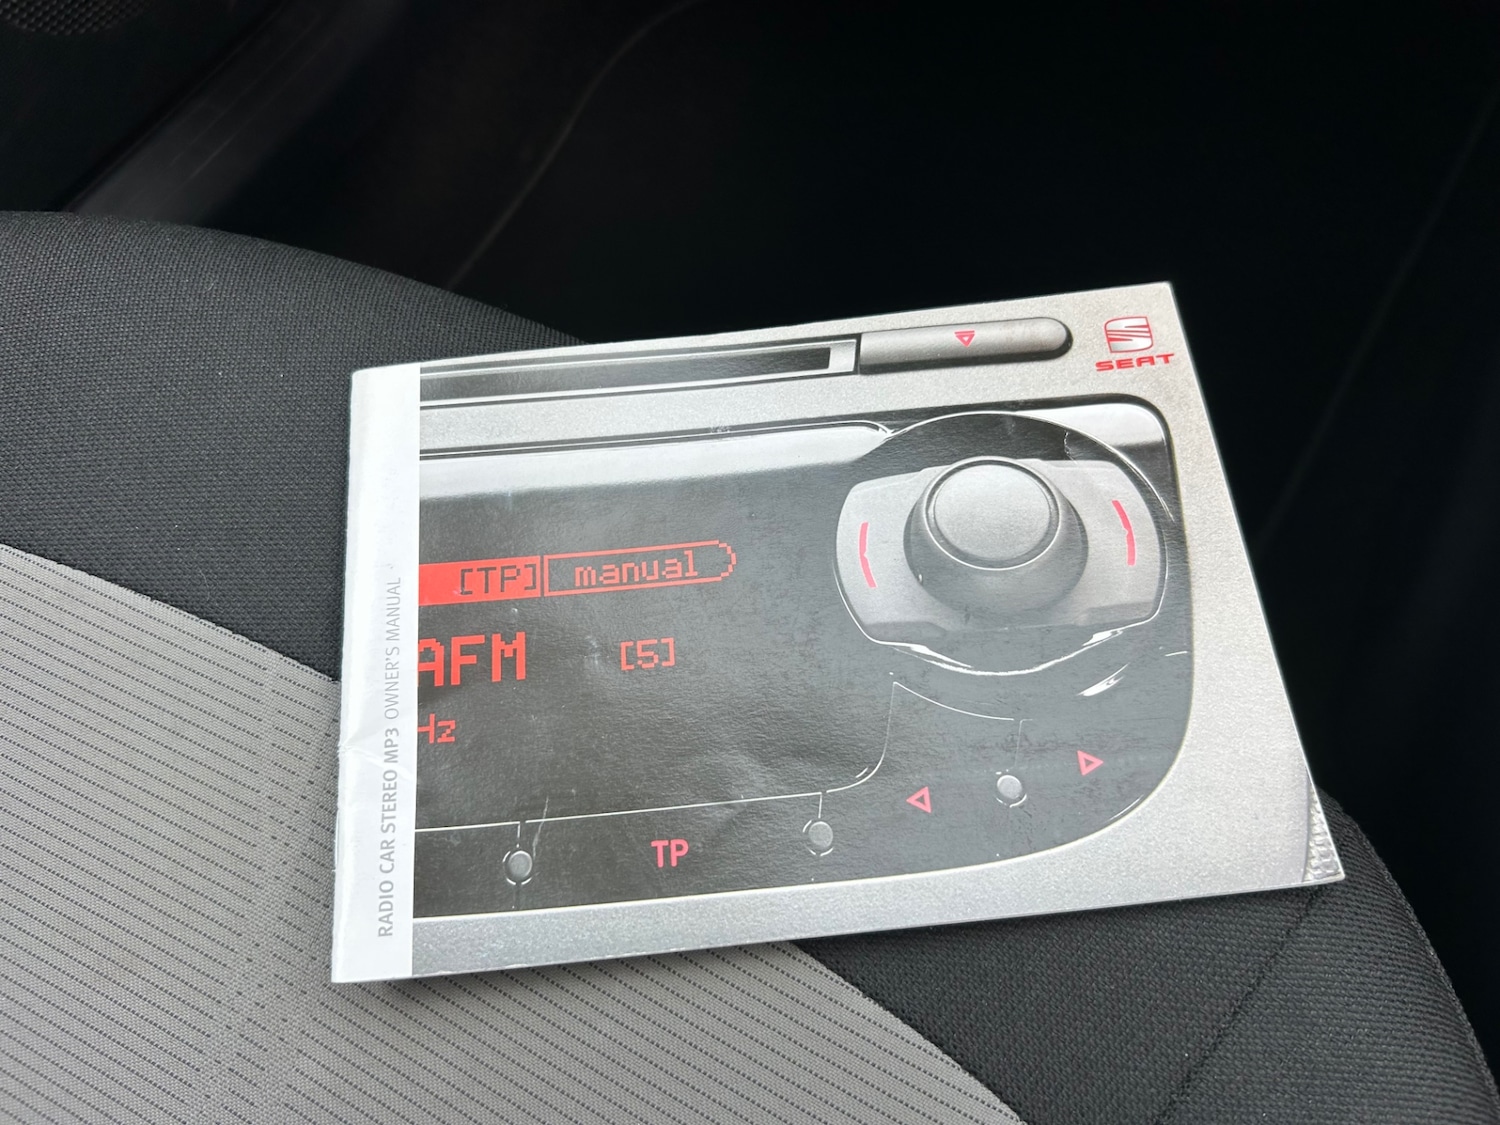 SEAT
[TP] manual
AFM [5]
Hz
TP
RADIO CAR STEREO MP3 OWNER'S MANUAL